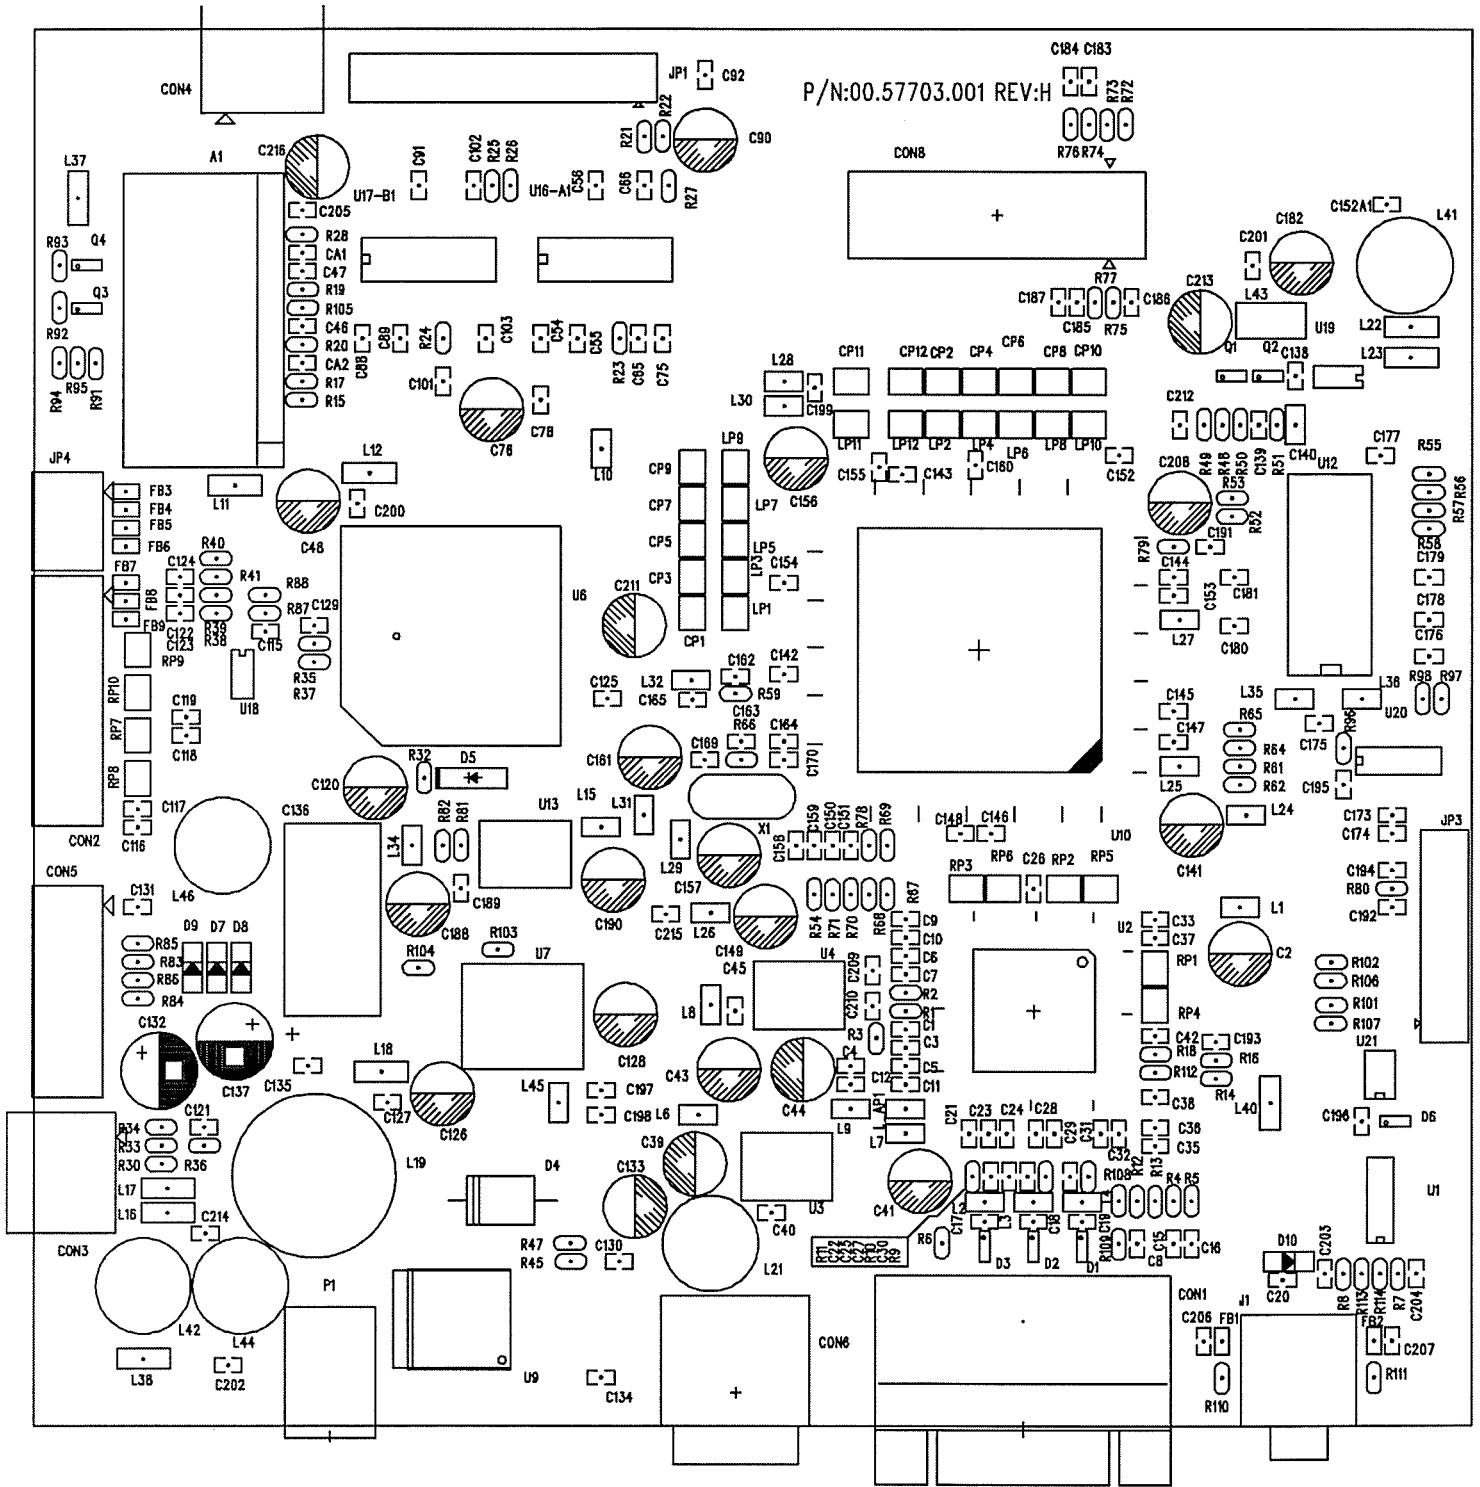 C184 C183
CON4
JP1
C92
P/N:00.57703.001 REV:H
R73
R72
R22
R21
C90
R76 R74
C216
A1
L37
C91
C102
R25
R26
U17-B1
U16-A1
C56
C66
R27
CON8
C152A1
L41
C182
C205
R93
Q4
R28
CA1
C47
C201
R19
R77
C213
Q3
R105
C187
C186
L43
R92
C46
C185
R75
U19
L22
C88
C89
R24
C103
C54
C55
R23
C65
C75
R20
CA2
Q1
Q2
C138
L23
R94
R95
R91
R17
R15
C101
C76
C78
L28
L30
C199
CP11
CP12
CP2
CP4
CP6
CP8
CP10
LP11
LP12
LP2
LP4
LP6
LP8
LP10
C212
R49
R48
R50
C139
R51
C140
C177
R55
JP4
L12
L10
CP9
LP9
C155
C143
C160
C152
C208
R53
R52
U12
R56
R57
R58
FB3
FB4
FB5
FB6
L11
C48
C200
CP7
LP7
C156
CP5
LP5
C191
R79
R40
FB7
C124
R41
R88
U6
CP3
LP3
C154
C144
C153
C181
C179
FB8
FB9
R87
C129
C211
LP1
CP1
C178
C122
C123
R39
R38
C115
L27
C180
C176
RP9
R35
R37
L32
C162
C142
RP10
U18
C125
C165
R59
C163
C145
L35
L36
R98
R97
C119
RP7
C118
R66
C164
C147
R65
U20
C175
R96
C161
C169
C170
R64
RP8
C120
R32
D5
L25
R61
R62
C195
C117
C136
R82
R81
U13
L15
L31
X1
C159
C150
C151
R78
R69
C148
C146
U10
L24
C173
C174
JP3
C116
CON2
L34
L29
C158
C141
CON5
L46
C157
RP3
RP6
C26
RP2
RP5
C194
R80
C192
C131
C189
C190
R67
C215
L26
R54
R71
R70
R68
C9
C10
C33
C37
U2
L1
D9
D7
D8
C188
R103
C149
R85
R83
R86
R84
R104
U7
C45
U4
C209
C6
C7
R2
R1
RP1
C2
R102
R106
C132
L8
C210
RP4
R101
R107
C137
C128
R3
C1
C3
C42
R18
C193
R16
U21
C135
L18
C43
C4
C5
R112
R14
L45
C197
C44
C12
C11
C38
L40
C127
C126
C198
L6
L9
AP1
L7
C21
C23
C24
C28
C29
C31
C196
D6
C121
R34
R33
R30
R36
C39
C32
C36
C35
L19
D4
C133
R108
R12
R13
R4
R5
L17
L16
U3
C41
L2
U1
C214
C40
C17
L3
C18
C19
CON3
R47
R45
C130
L21
R11
C22
C25
C27
R10
C30
R9
R6
D3
D2
D1
R109
C8
C15
C16
D10
C203
C20
R8
R113
R114
R7
C204
P1
CON1
J1
L42
L44
CON6
C206
FB1
FB2
C207
L38
C202
U9
C134
R110
R111